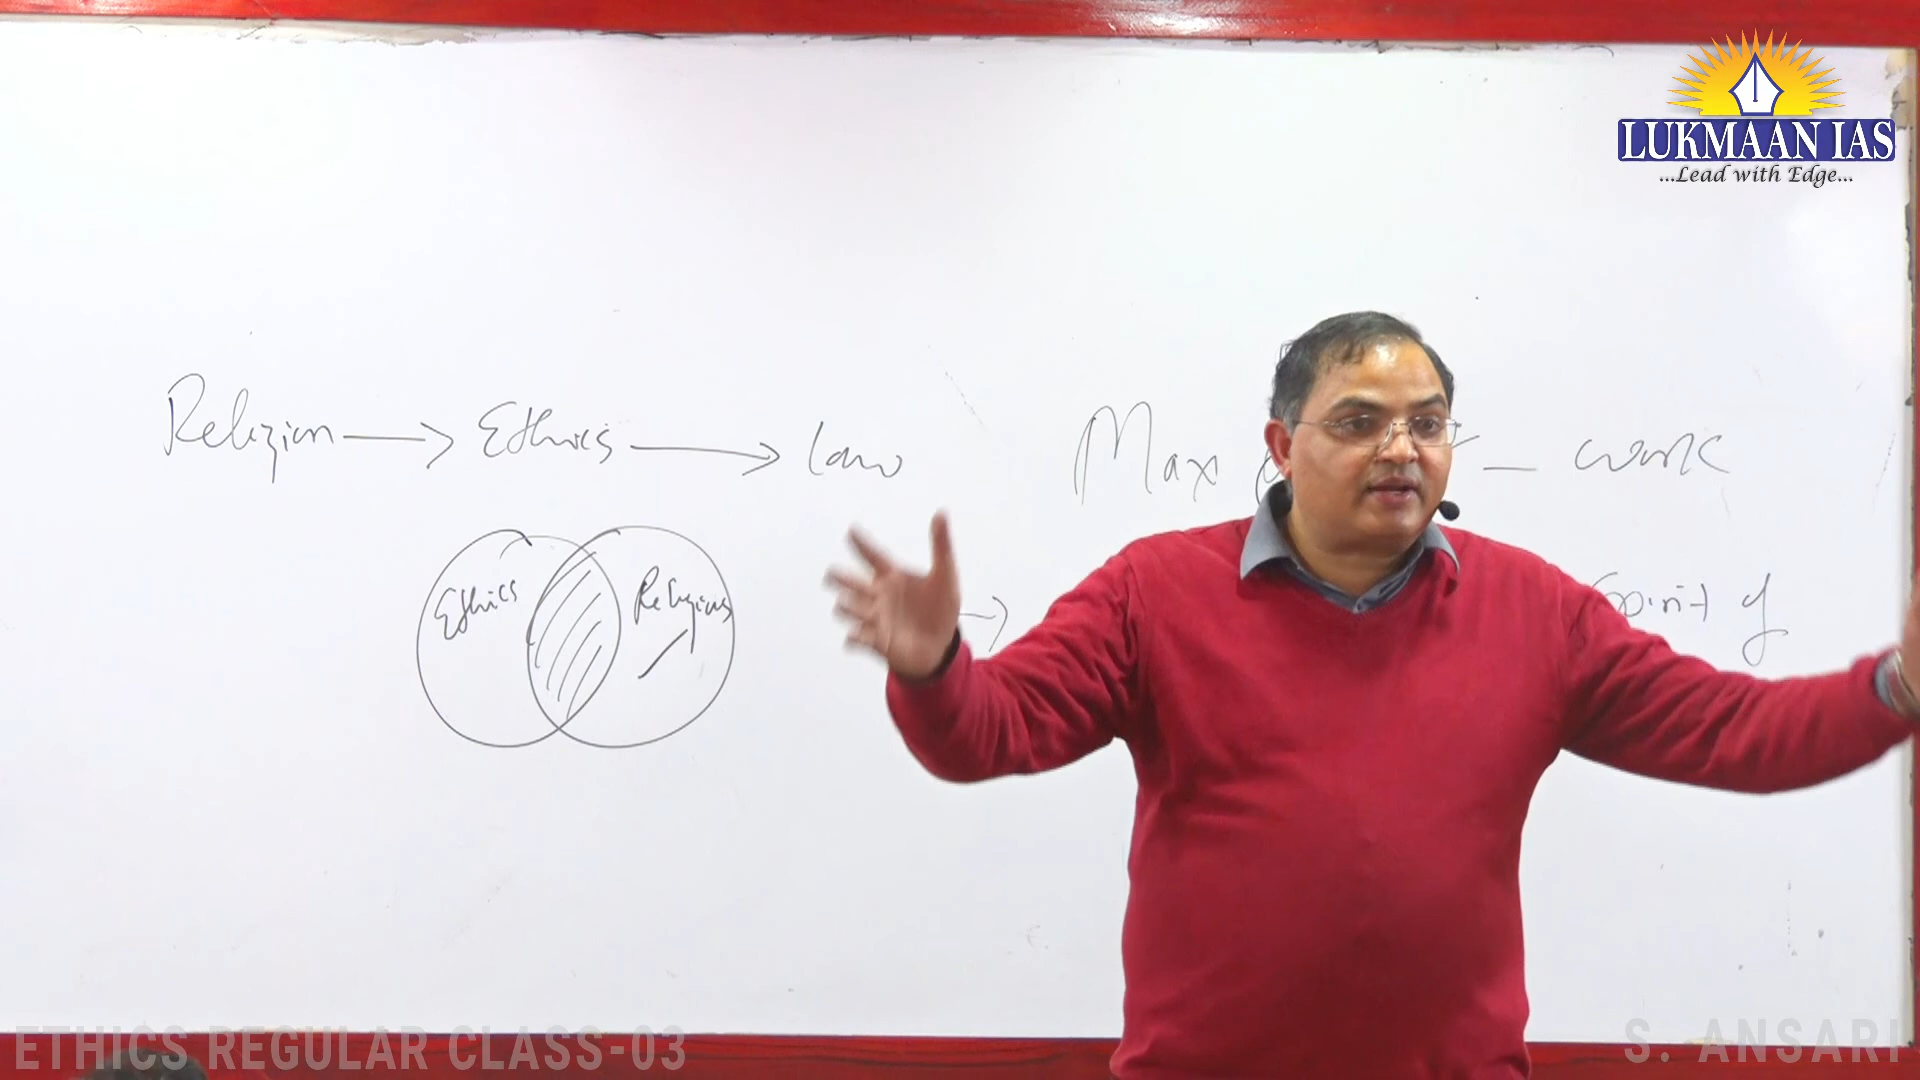 LUKMAAN IAS
...Lead with Edge...
Religion → Ethics → Law
Max — work
Ethics Religious
→
Spirit of
ETHICS REGULAR CLASS-03
S. ANSARI